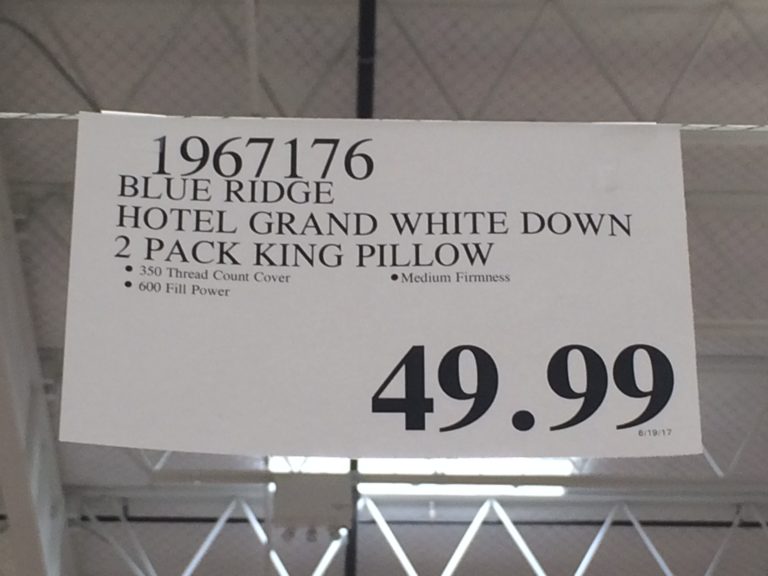 1967176
BLUE RIDGE
HOTEL GRAND WHITE DOWN
2 PACK KING PILLOW
• 350 Thread Count Cover • Medium Firmness
• 600 Fill Power
49.99
6/19/17